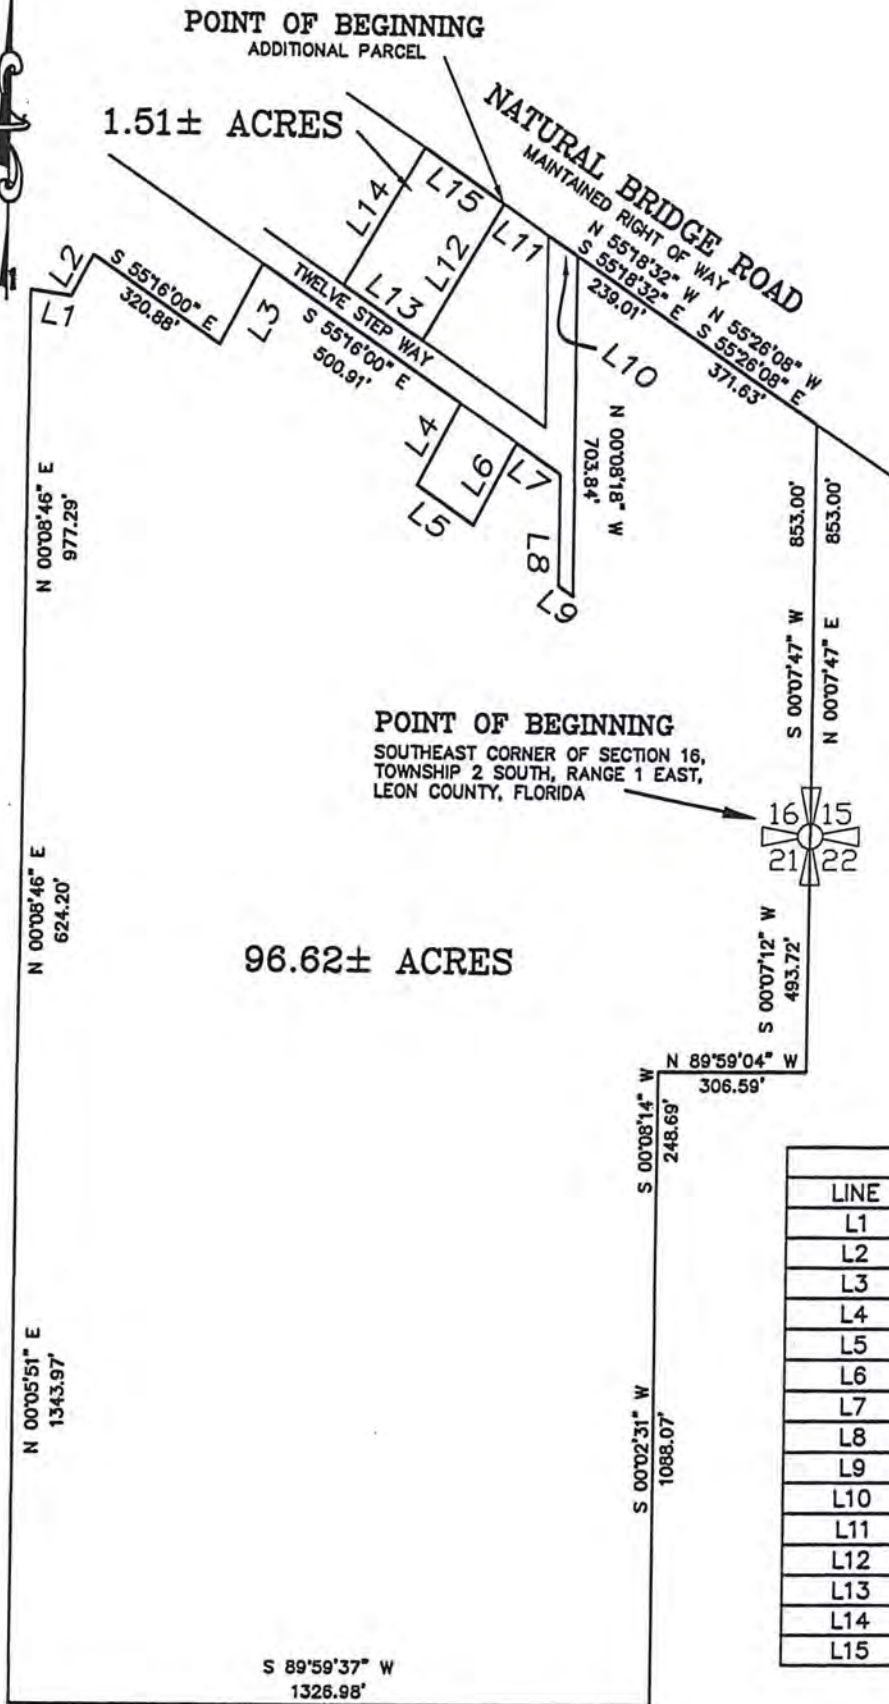 POINT OF BEGINNING
ADDITIONAL PARCEL
1.51± ACRES
NATURAL BRIDGE ROAD
MAINTAINED RIGHT OF WAY
N 55°18'32" W
S 55°18'32" E
239.01'
N 55°26'08" W
S 55°26'08" E
371.63'
L14
L15
L12
L11
L13
L10
L2
L1
S 55°16'00" E
320.88'
L3
TWELVE STEP WAY
S 55°16'00" E
500.91'
L4
L6
L5
L7
L8
L9
N 00°08'18" W
703.84'
N 00°08'46" E
977.29'
853.00'
853.00'
S 00°07'47" W
N 00°07'47" E
POINT OF BEGINNING
SOUTHEAST CORNER OF SECTION 16,
TOWNSHIP 2 SOUTH, RANGE 1 EAST,
LEON COUNTY, FLORIDA
16 15
21 22
N 00°08'46" E
624.20'
96.62± ACRES
S 00°07'12" W
493.72'
N 89°59'04" W
306.59'
S 00°08'14" W
248.69'
N 00°05'51" E
1343.97'
S 00°02'31" W
1088.07'
S 89°59'37" W
1326.98'
LINE
L1
L2
L3
L4
L5
L6
L7
L8
L9
L10
L11
L12
L13
L14
L15